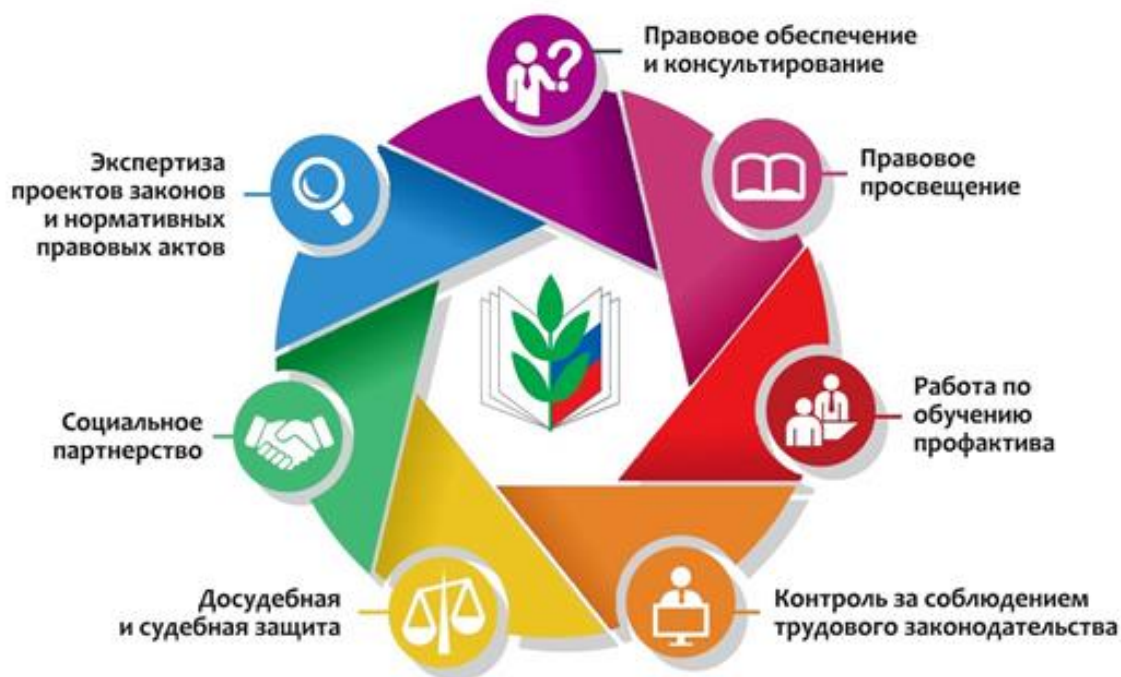 Правовое обеспечение
и консультирование
Правовое
просвещение
Работа по
обучению
профактива
Контроль за соблюдением
трудового законодательства
Досудебная
и судебная защита
Социальное
партнерство
Экспертиза
проектов законов
и нормативных
правовых актов